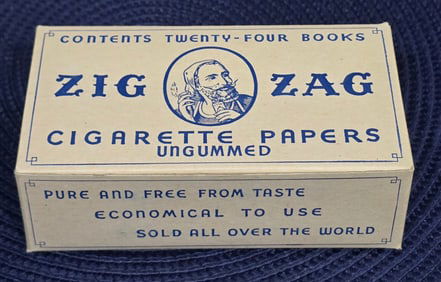 CONTENTS TWENTY-FOUR BOOKS
ZIG ZAG
CIGARETTE PAPERS
UNGUMMED
PURE AND FREE FROM TASTE
ECONOMICAL TO USE
SOLD ALL OVER THE WORLD